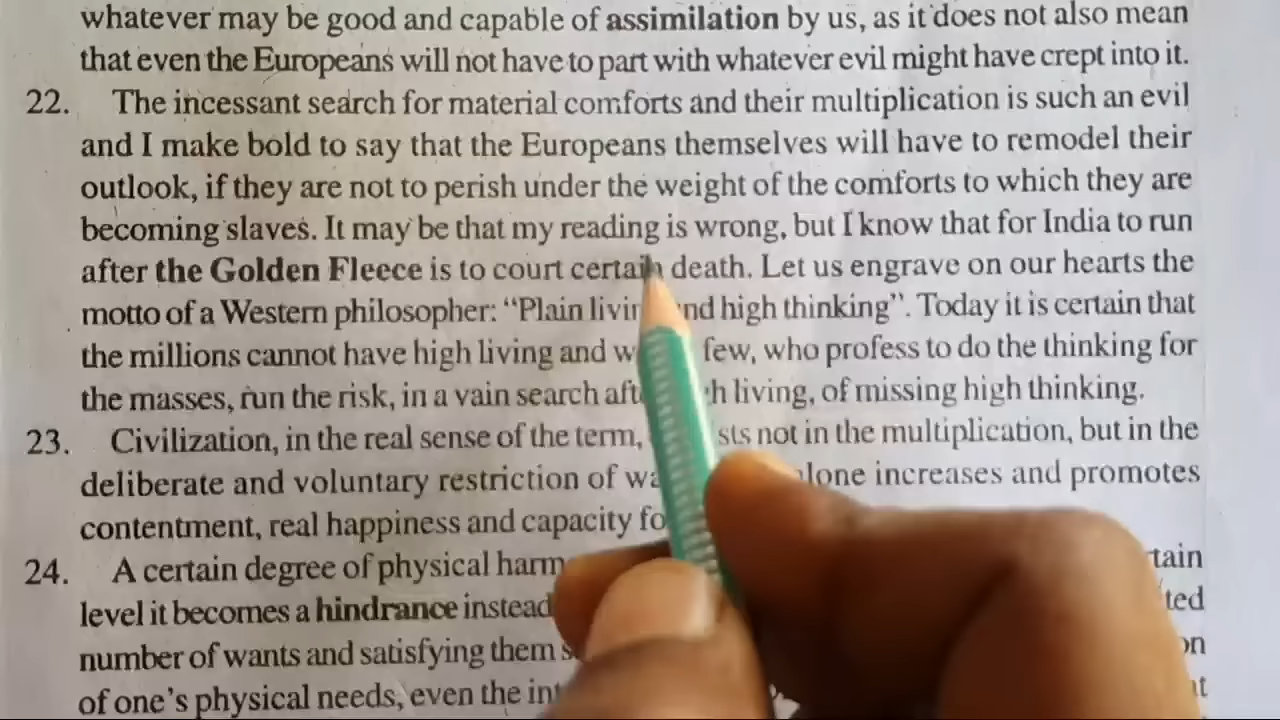 whatever may be good and capable of assimilation by us, as it does not also mean
that even the Europeans will not have to part with whatever evil might have crept into it.
22. The incessant search for material comforts and their multiplication is such an evil
and I make bold to say that the Europeans themselves will have to remodel their
outlook, if they are not to perish under the weight of the comforts to which they are
becoming slaves. It may be that my reading is wrong, but I know that for India to run
after the Golden Fleece is to court certain death. Let us engrave on our hearts the
motto of a Western philosopher: “Plain livin nd high thinking”. Today it is certain that
the millions cannot have high living and w few, who profess to do the thinking for
the masses, run the risk, in a vain search aft h living, of missing high thinking.
23. Civilization, in the real sense of the term, sts not in the multiplication, but in the
deliberate and voluntary restriction of wa lone increases and promotes
contentment, real happiness and capacity fo
24. A certain degree of physical harm tain
level it becomes a hindrance instead ted
number of wants and satisfying them s on
of one’s physical needs, even the int t